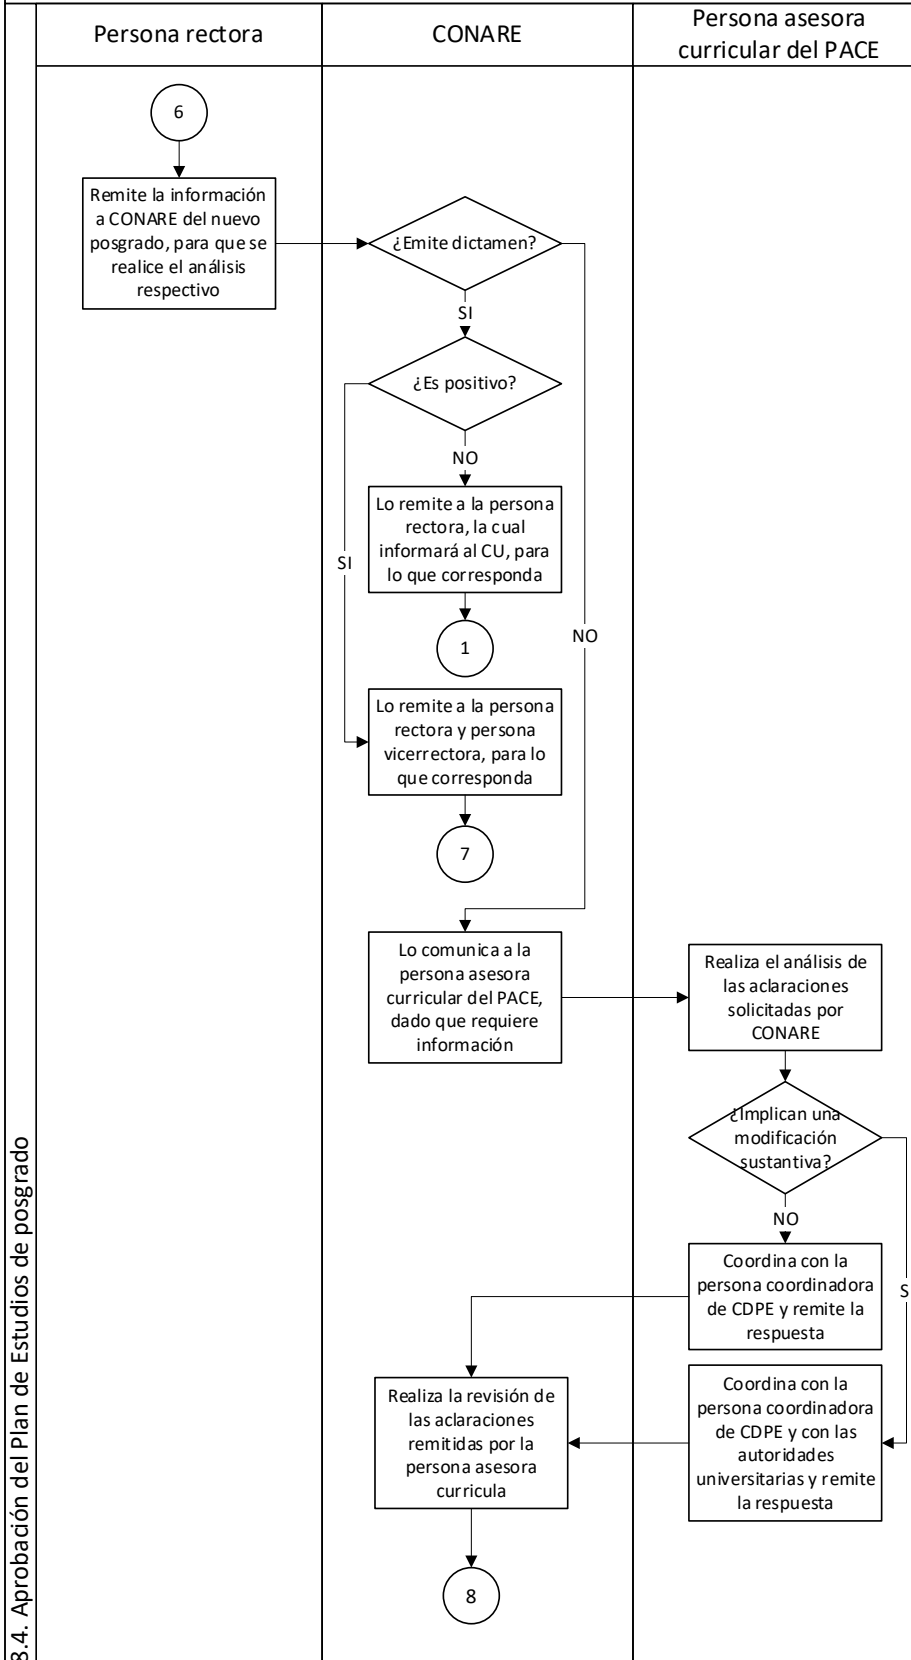 Persona rectora
CONARE
Persona asesora
curricular del PACE
6
Remite la información
a CONARE del nuevo
posgrado, para que se
realice el análisis
respectivo
¿Emite dictamen?
SI
¿Es positivo?
NO
Lo remite a la persona
rectora, la cual
informará al CU, para
lo que corresponda
SI
1
NO
Lo remite a la persona
rectora y persona
vicerrectora, para lo
que corresponda
7
Lo comunica a la
persona asesora
curricular del PACE,
dado que requiere
información
Realiza el análisis de
las aclaraciones
solicitadas por
CONARE
¿Implican una
modificación
sustantiva?
NO
Coordina con la
persona coordinadora
de CDPE y remite la
respuesta
S
Coordina con la
persona coordinadora
de CDPE y con las
autoridades
universitarias y remite
la respuesta
Realiza la revisión de
las aclaraciones
remitidas por la
persona asesora
curricula
8
3.4. Aprobación del Plan de Estudios de posgrado